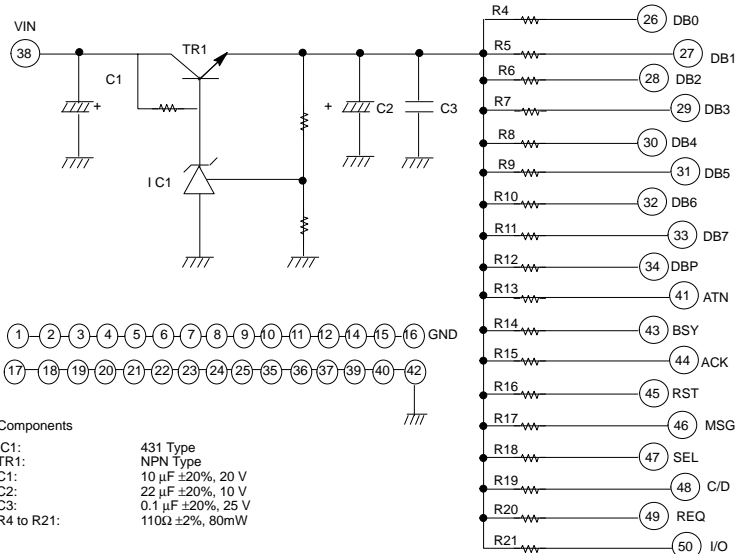 VIN
38
C1
TR1
+
I C1
+
C2
C3
R4
26 DB0
R5
27 DB1
R6
28 DB2
R7
29 DB3
R8
30 DB4
R9
31 DB5
R10
32 DB6
R11
33 DB7
R12
34 DBP
R13
41 ATN
R14
43 BSY
R15
44 ACK
R16
45 RST
R17
46 MSG
R18
47 SEL
R19
48 C/D
R20
49 REQ
R21
50 I/O
1 2 3 4 5 6 7 8 9 10 11 12 14 15 16 GND
17 18 19 20 21 22 23 24 25 35 36 37 39 40 42
Components
C1: 431 Type
TR1: NPN Type
C1: 10 µF ±20%, 20 V
C2: 22 µF ±20%, 10 V
C3: 0.1 µF ±20%, 25 V
R4 to R21: 110Ω ±2%, 80mW